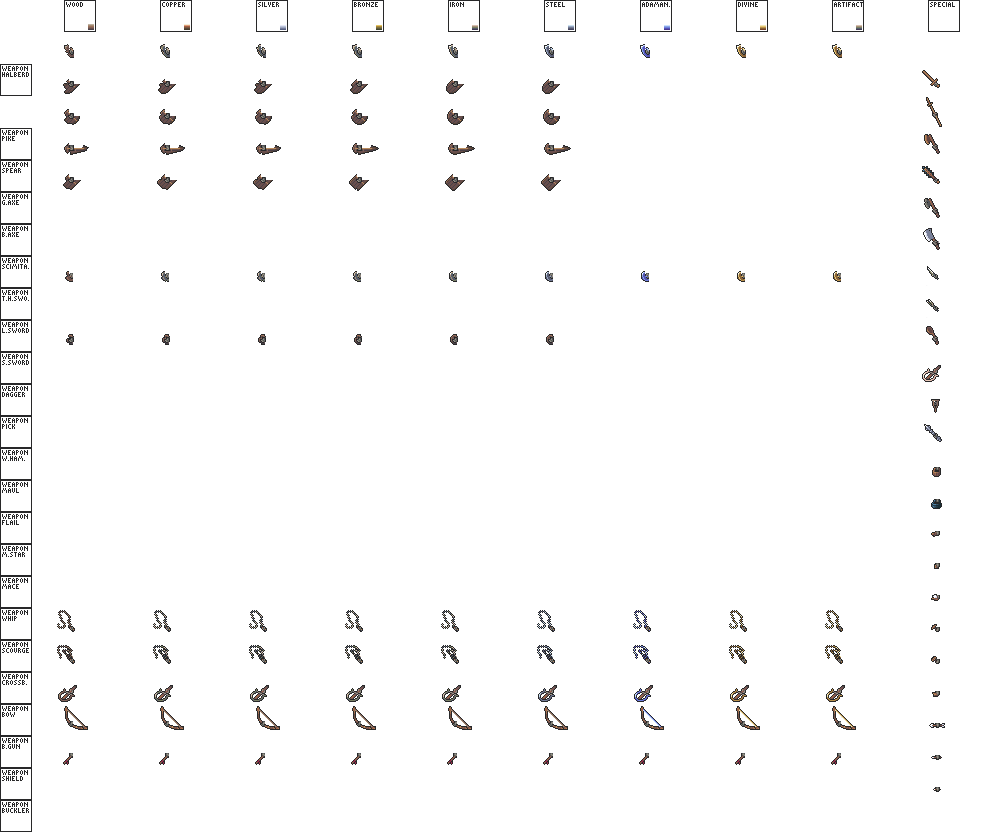 WOOD
COPPER
SILVER
BRONZE
IRON
STEEL
ADAMAN.
DIVINE
ARTIFACT
SPECIAL
WEAPON
HALBERD
WEAPON
PIKE
WEAPON
SPEAR
WEAPON
G.AXE
WEAPON
B.AXE
WEAPON
SCIMITA.
WEAPON
T.H.SWO.
WEAPON
L.SWORD
WEAPON
S.SWORD
WEAPON
DAGGER
WEAPON
PICK
WEAPON
W.HAM.
WEAPON
MAUL
WEAPON
FLAIL
WEAPON
M.STAR
WEAPON
MACE
WEAPON
WHIP
WEAPON
SCOURGE
WEAPON
CROSSB.
WEAPON
BOW
WEAPON
B.GUN
WEAPON
SHIELD
WEAPON
BUCKLER